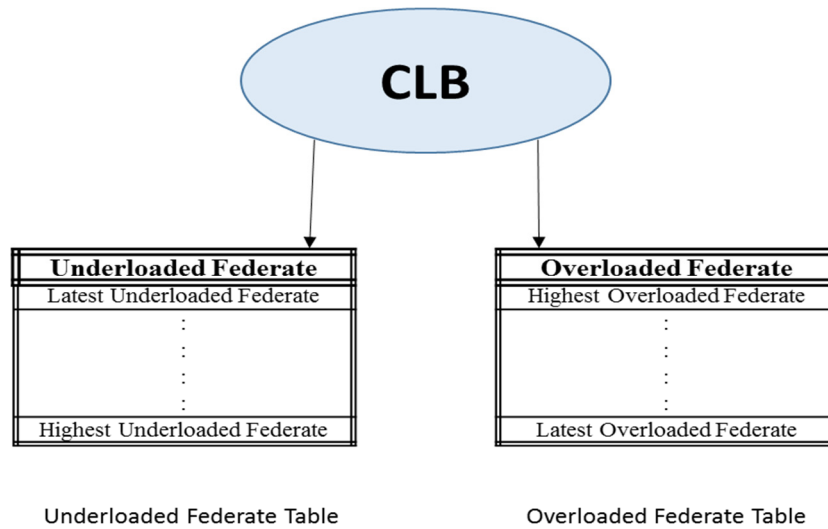 CLB
Underloaded Federate
Latest Underloaded Federate
:
:
:
:
Highest Underloaded Federate
Underloaded Federate Table
Overloaded Federate
Highest Overloaded Federate
:
:
:
:
Latest Overloaded Federate
Overloaded Federate Table